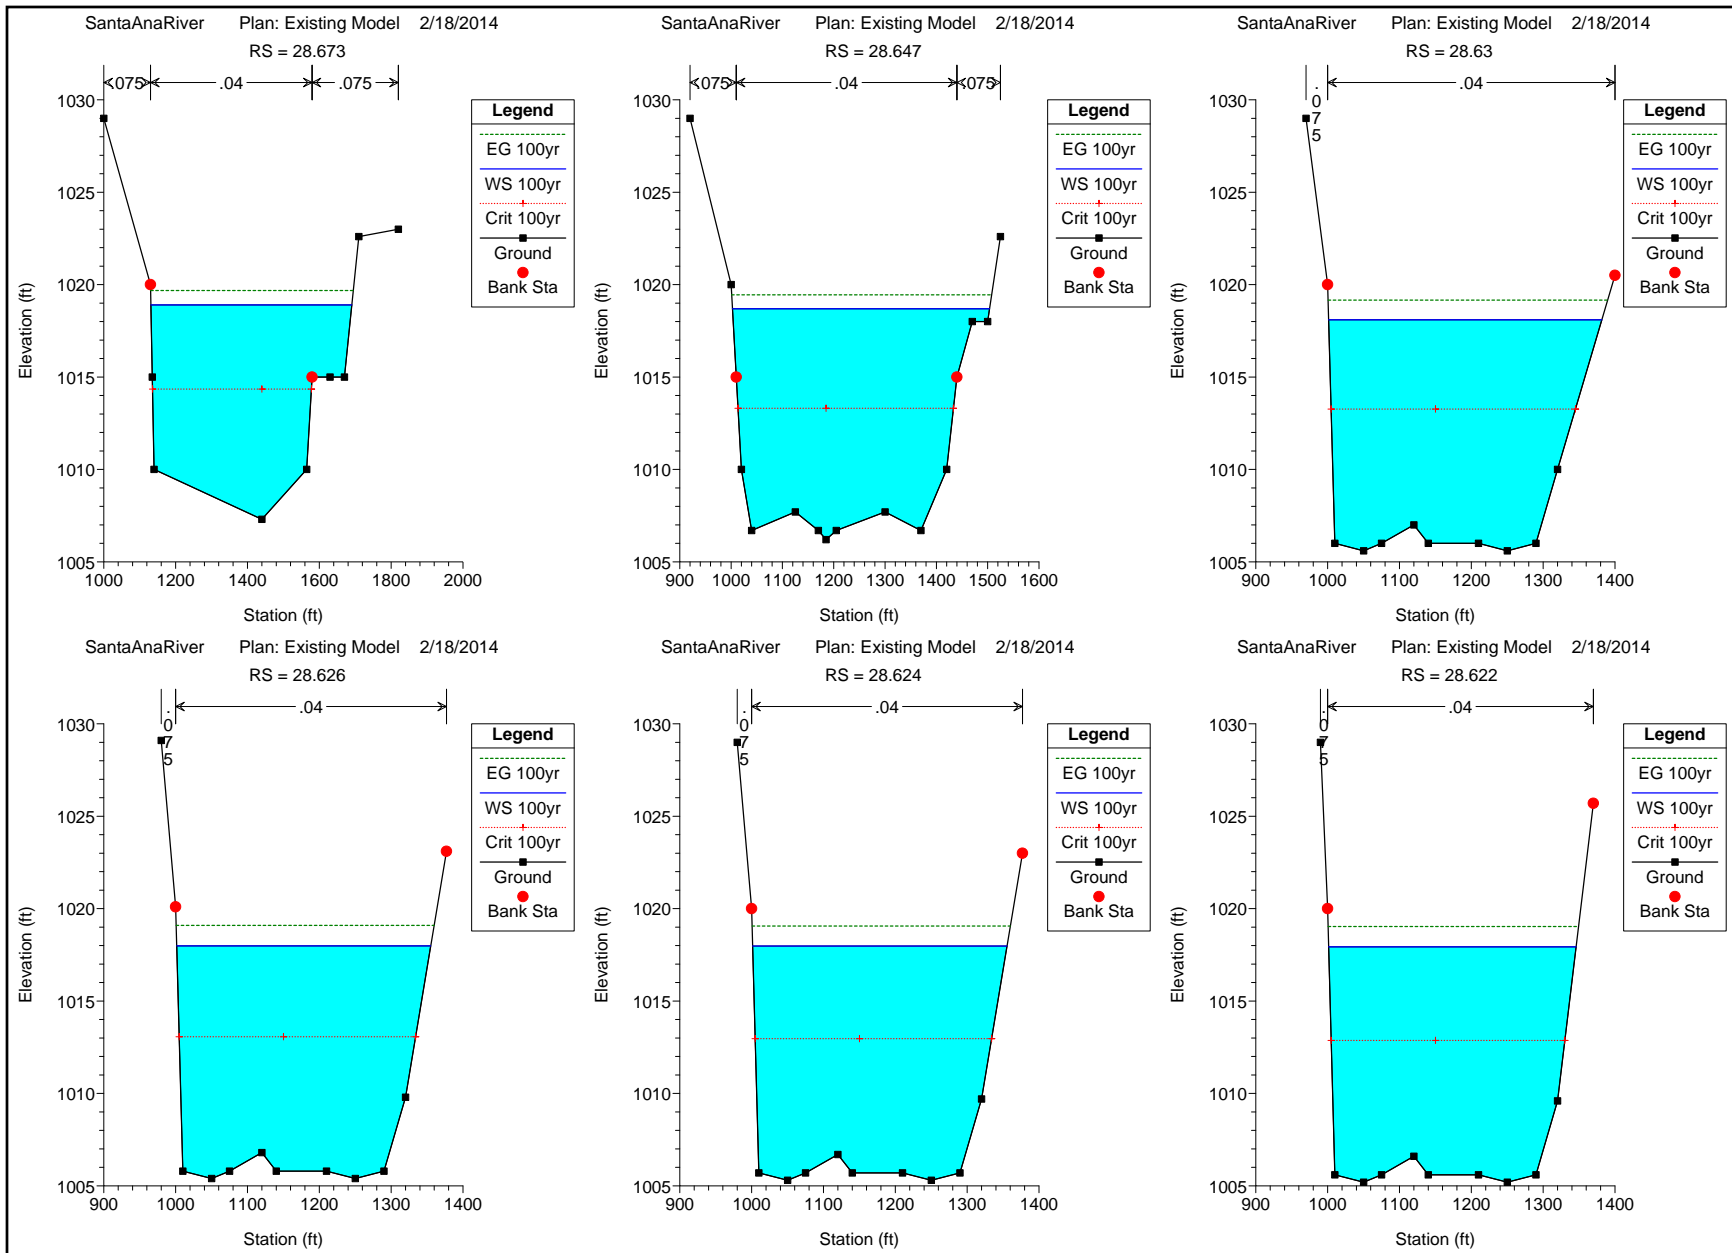 SantaAnaRiver Plan: Existing Model 2/18/2014
RS = 28.673
.075 .04 .075
1030
1025
1020
1015
1010
1005
Elevation (ft)
1000 1200 1400 1600 1800 2000
Station (ft)
Legend
EG 100yr
WS 100yr
Crit 100yr
Ground
Bank Sta
SantaAnaRiver Plan: Existing Model 2/18/2014
RS = 28.647
.075 .04 .075
1030
1025
1020
1015
1010
1005
Elevation (ft)
900 1000 1100 1200 1300 1400 1500 1600
Station (ft)
Legend
EG 100yr
WS 100yr
Crit 100yr
Ground
Bank Sta
SantaAnaRiver Plan: Existing Model 2/18/2014
RS = 28.63
.075 .04
1030
1025
1020
1015
1010
1005
Elevation (ft)
900 1000 1100 1200 1300 1400
Station (ft)
Legend
EG 100yr
WS 100yr
Crit 100yr
Ground
Bank Sta
SantaAnaRiver Plan: Existing Model 2/18/2014
RS = 28.626
.075 .04
1030
1025
1020
1015
1010
1005
Elevation (ft)
900 1000 1100 1200 1300 1400
Station (ft)
Legend
EG 100yr
WS 100yr
Crit 100yr
Ground
Bank Sta
SantaAnaRiver Plan: Existing Model 2/18/2014
RS = 28.624
.075 .04
1030
1025
1020
1015
1010
1005
Elevation (ft)
900 1000 1100 1200 1300 1400
Station (ft)
Legend
EG 100yr
WS 100yr
Crit 100yr
Ground
Bank Sta
SantaAnaRiver Plan: Existing Model 2/18/2014
RS = 28.622
.075 .04
1030
1025
1020
1015
1010
1005
Elevation (ft)
900 1000 1100 1200 1300 1400
Station (ft)
Legend
EG 100yr
WS 100yr
Crit 100yr
Ground
Bank Sta